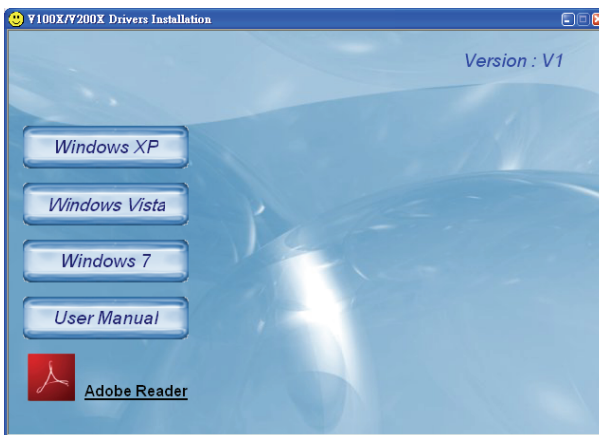 V100X/V200X Drivers Installation
Version : V1
Windows XP
Windows Vista
Windows 7
User Manual
Adobe Reader